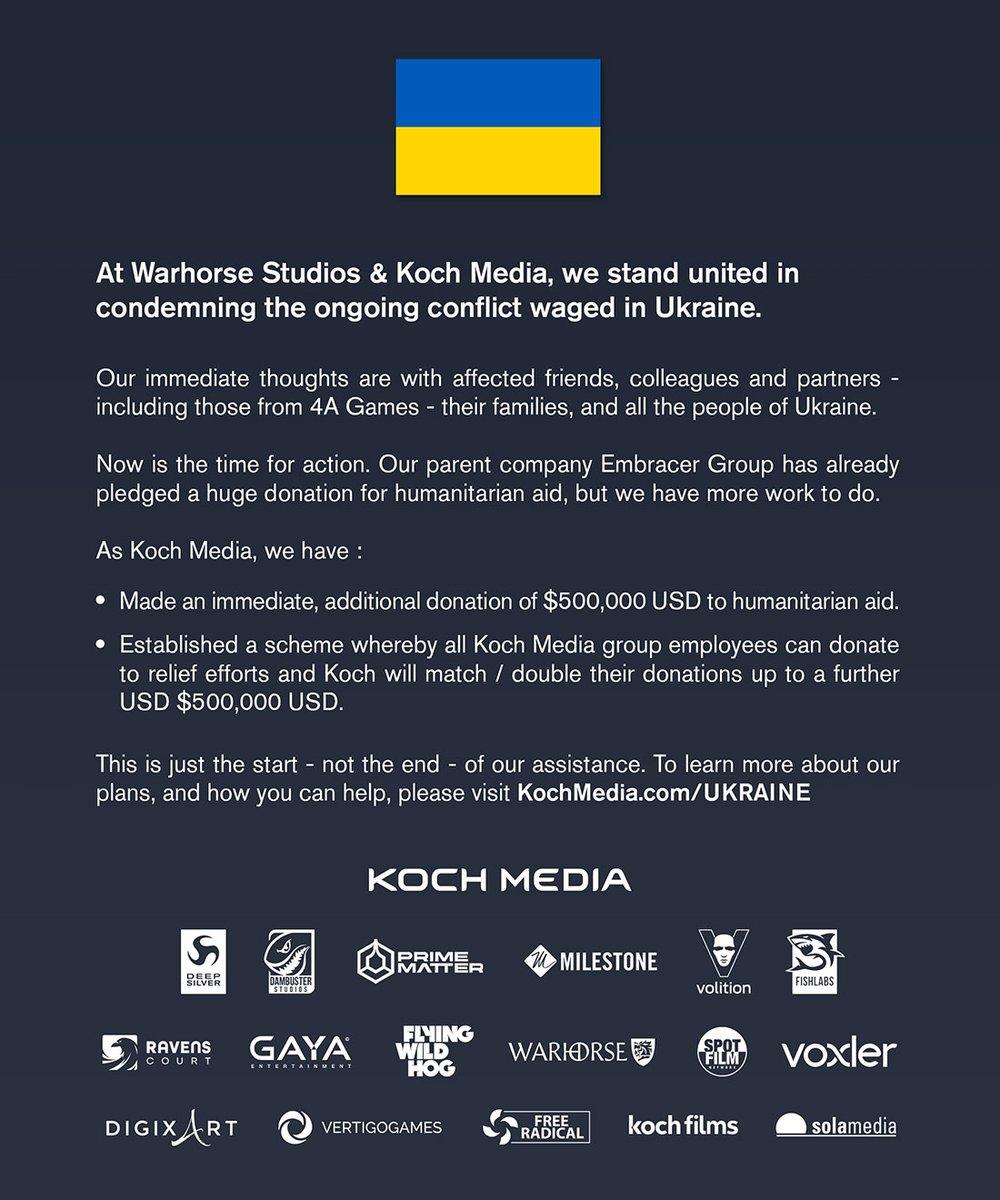 At Warhorse Studios & Koch Media, we stand united in
condemning the ongoing conflict waged in Ukraine.
Our immediate thoughts are with affected friends, colleagues and partners -
including those from 4A Games - their families, and all the people of Ukraine.
Now is the time for action. Our parent company Embracer Group has already
pledged a huge donation for humanitarian aid, but we have more work to do.
As Koch Media, we have :
• Made an immediate, additional donation of $500,000 USD to humanitarian aid.
• Established a scheme whereby all Koch Media group employees can donate
to relief efforts and Koch will match / double their donations up to a further
USD $500,000 USD.
This is just the start - not the end - of our assistance. To learn more about our
plans, and how you can help, please visit KochMedia.com/UKRAINE
KOCH MEDIA
DEEP
SILVER
DAMBUSTER
STUDIOS
PRIME
MATTER
MILESTONE
volition
FISHLABS
RAVENS
COURT
GAYA
ENTERTAINMENT
FLYING
WILD
HOG
WARHORSE
SPOT
FILM
NETWORK
voxler
DIGIXART
VERTIGOGAMES
FREE
RADICAL
koch films
solamedia